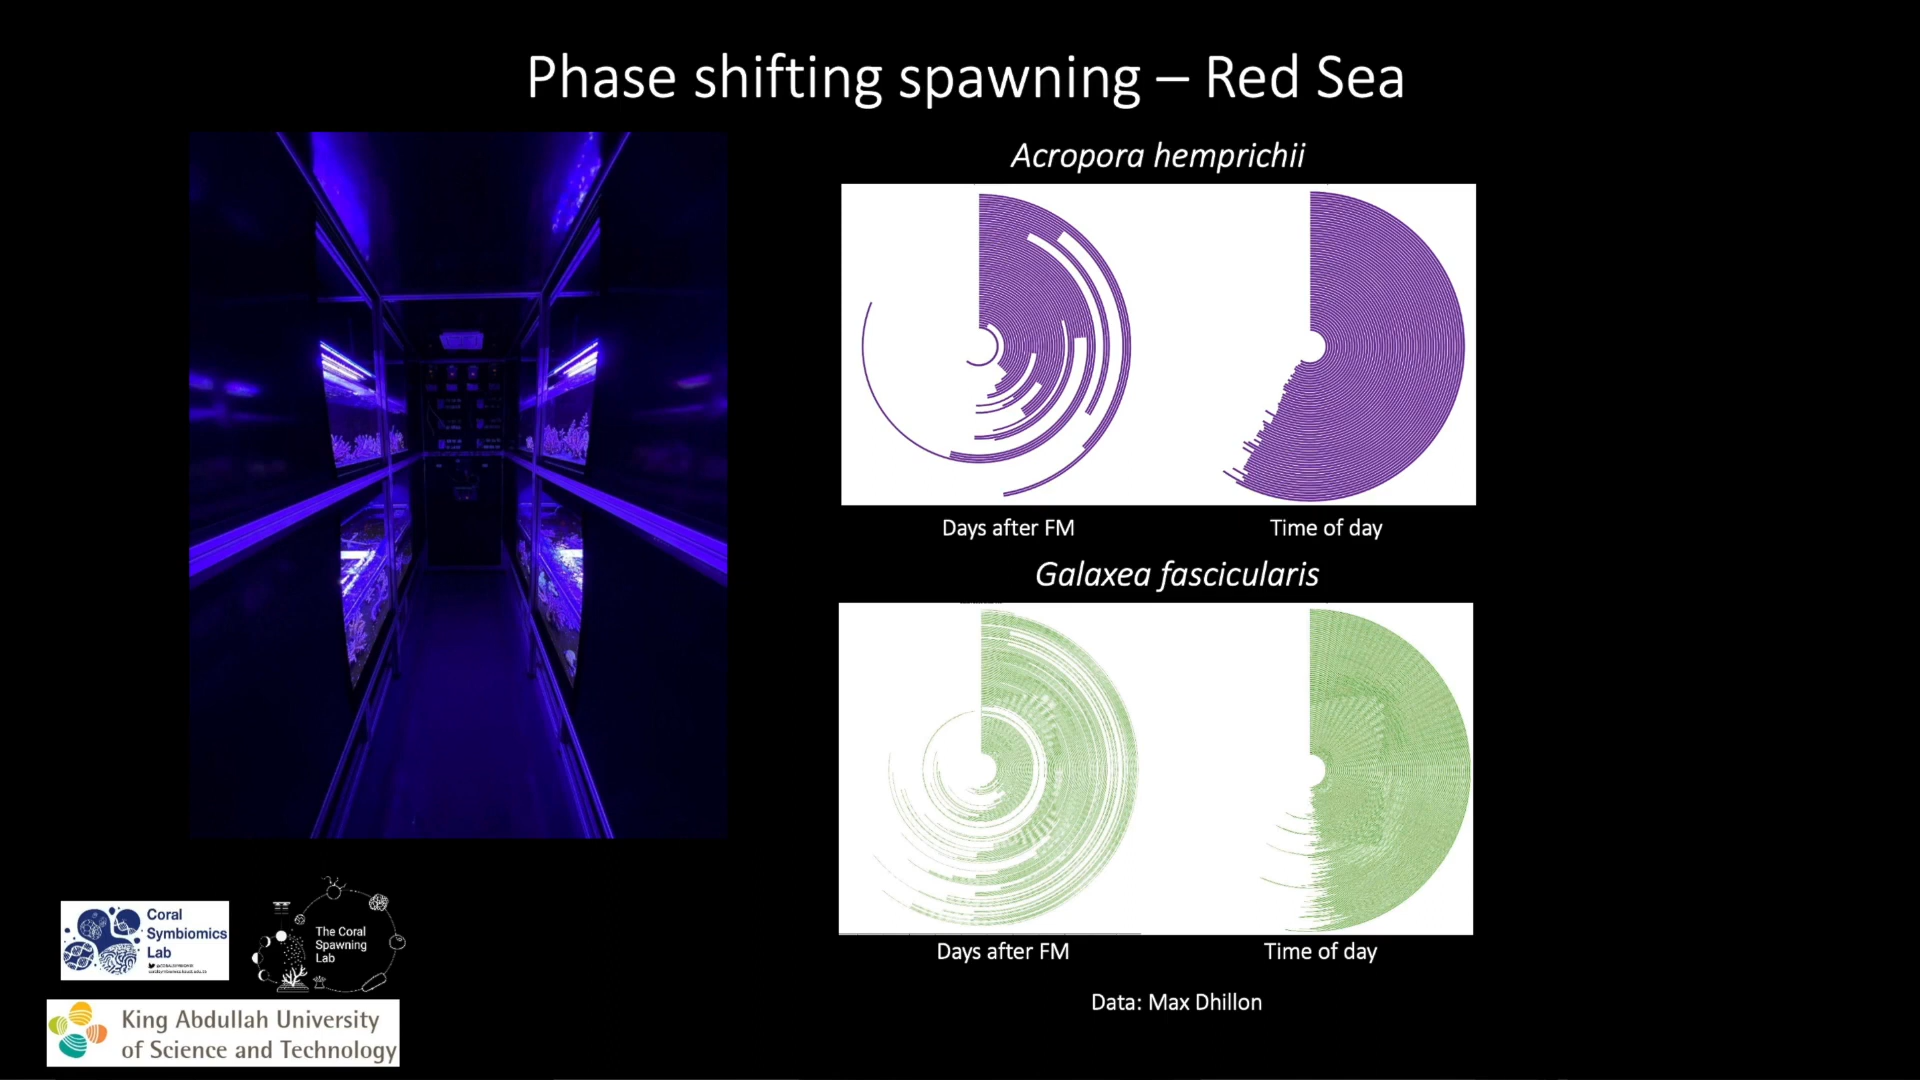 Phase shifting spawning – Red Sea
Acropora hemprichii
Days after FM
Time of day
Galaxea fascicularis
Days after FM
Time of day
Data: Max Dhillon
Coral
Symbiomics
Lab
The Coral
Spawning
Lab
King Abdullah University
of Science and Technology